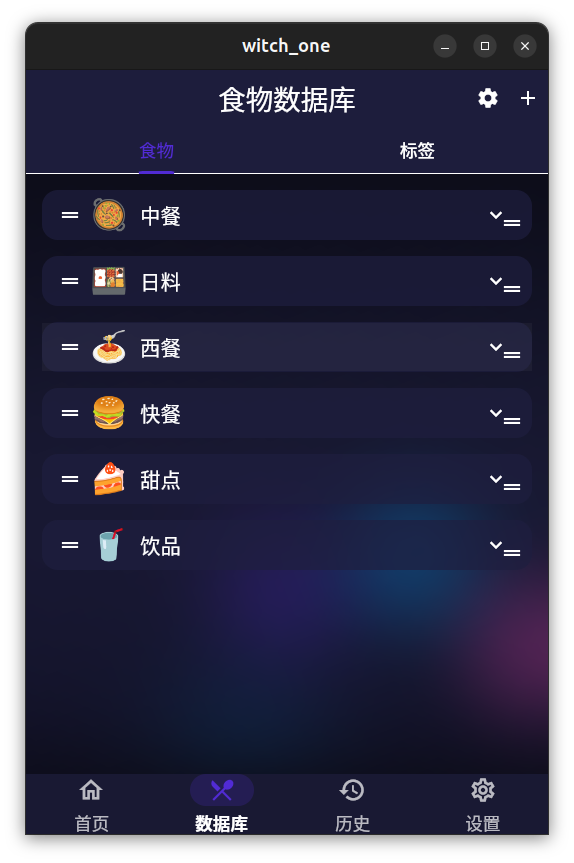 witch_one
食物数据库
食物 标签
中餐
日料
西餐
快餐
甜点
饮品
首页 数据库 历史 设置